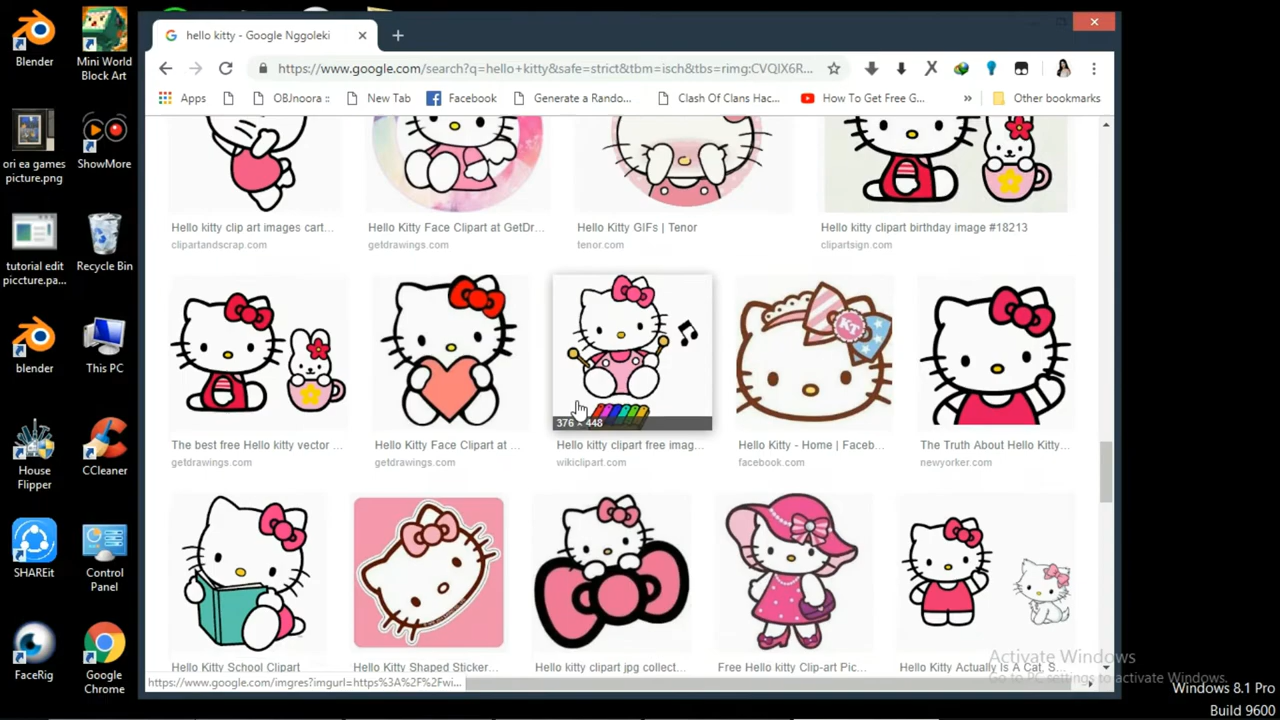 hello kitty - Google Nggoleki
https://www.google.com/search?q=hello+kitty&safe=strict&tbm=isch&tbs=rimg:CVQIX6R...
Apps
OBJnoora ::
New Tab
Facebook
Generate a Rando...
Clash Of Clans Hac...
How To Get Free G...
»
Other bookmarks
Blender
Mini World
Block Art
ori ea games
picture.png
ShowMore
tutorial edit
piccture.pa...
Recycle Bin
blender
This PC
House
Flipper
CCleaner
SHAREit
Control
Panel
FaceRig
Google
Chrome
Hello kitty clip art images cart...
clipartandscrap.com
Hello Kitty Face Clipart at GetDr...
getdrawings.com
Hello Kitty GIFs | Tenor
tenor.com
Hello kitty clipart birthday image #18213
clipartsign.com
KT
376 × 448
The best free Hello kitty vector ...
getdrawings.com
Hello Kitty Face Clipart at ...
getdrawings.com
Hello kitty clipart free imag...
wikiclipart.com
Hello Kitty - Home | Faceb...
facebook.com
The Truth About Hello Kitty...
newyorker.com
Hello Kitty School Clipart
Hello Kitty Shaped Sticker...
Hello kitty clipart jpg collect...
Free Hello kitty Clip-art Pic...
Hello Kitty Actually Is A Cat, S...
https://www.google.com/imgres?imgurl=https%3A%2F%2Fwi...
Activate Windows
Go to PC settings to activate Windows.
Windows 8.1 Pro
Build 9600